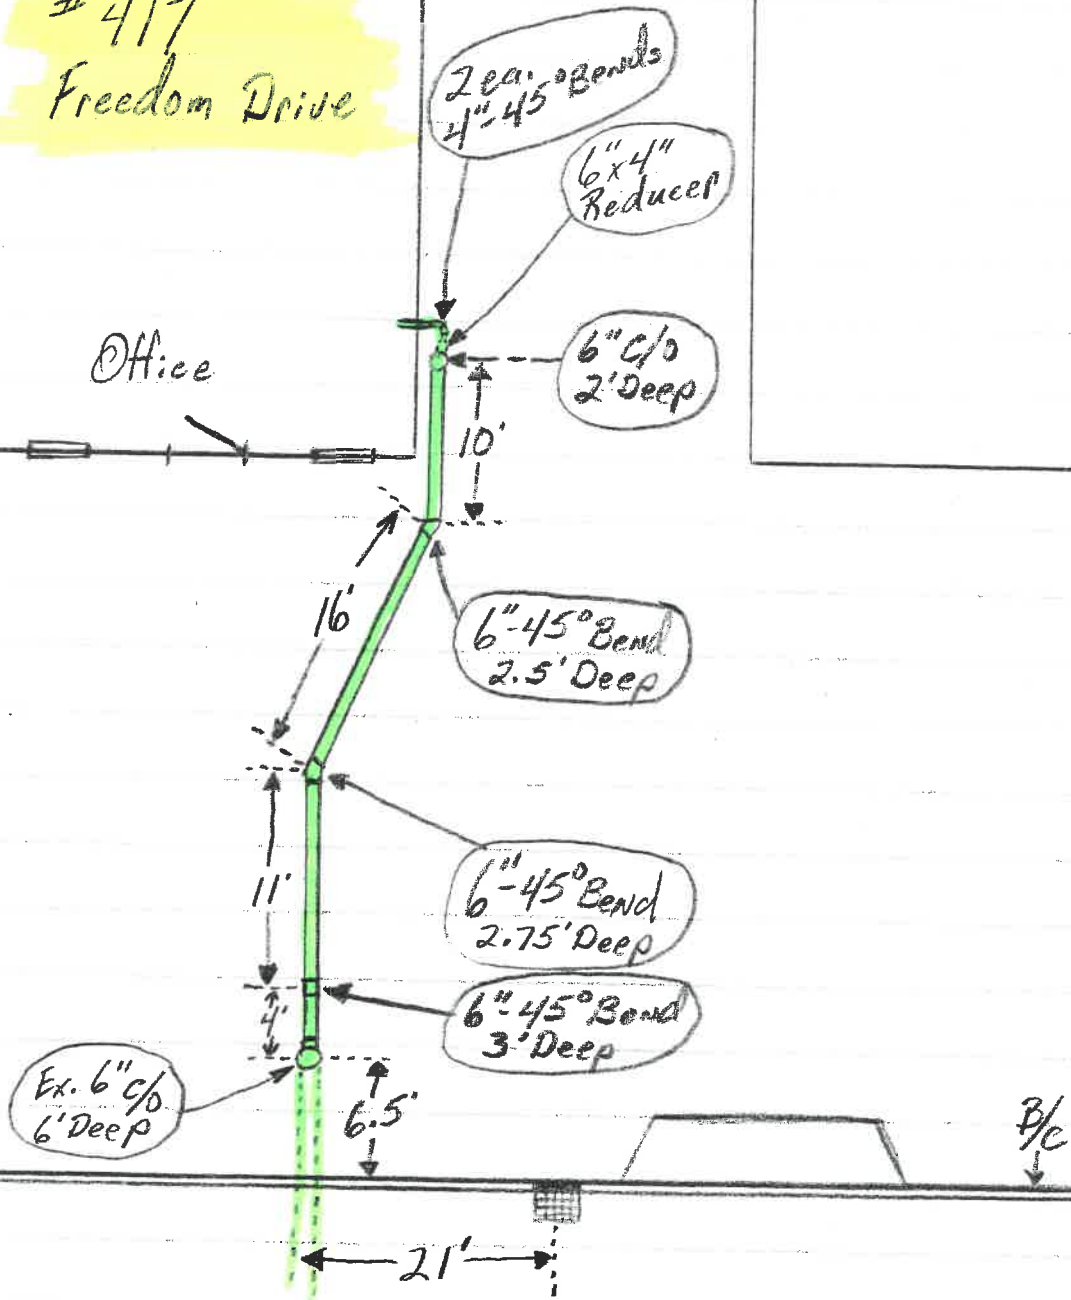 # 417
Freedom Drive
2 ea.
4"-45° Bends
6"x4"
Reducer
Office
6" C/O
2' Deep
10'
16'
6"-45° Bend
2.5' Deep
11'
6"-45° Bend
2.75' Deep
6"-45° Bend
3' Deep
4'
Ex. 6" c/o
6' Deep
6.5'
B/C
21'